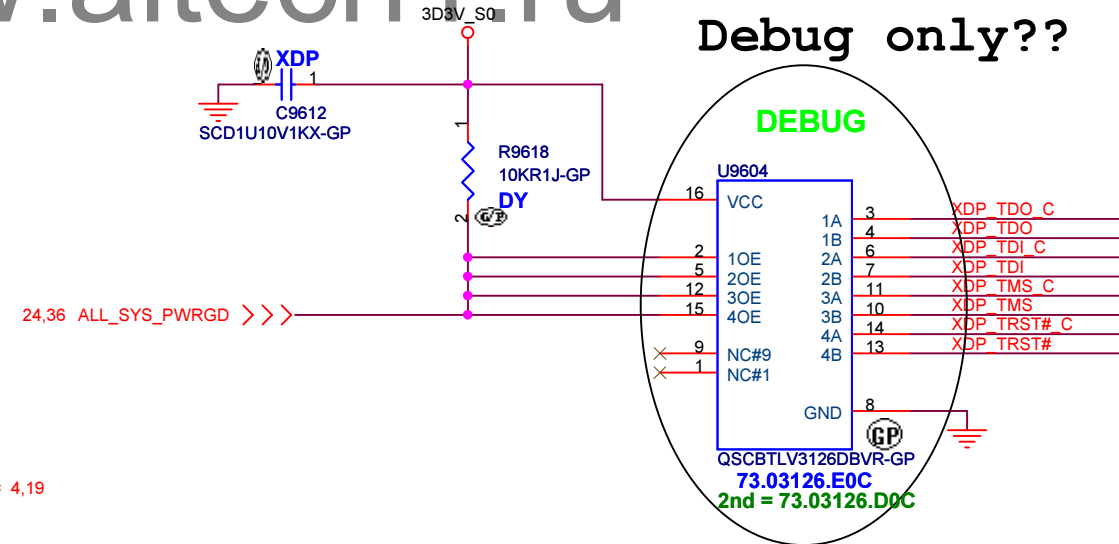 3D3V_S0
Debug only??
XDP
1
C9612
SCD1U10V1KX-GP
DEBUG
1
R9618
10KR1J-GP
DY
2
G/P
U9604
16 VCC
1A 3 XDP_TDO_C
1B 4 XDP_TDO
2 1OE
2A 6 XDP_TDI_C
5 2OE
2B 7 XDP_TDI
12 3OE
3A 11 XDP_TMS_C
15 4OE
3B 10 XDP_TMS
4A 14 XDP_TRST#_C
4B 13 XDP_TRST#
24,36 ALL_SYS_PWRGD
9 NC#9
1 NC#1
GND 8
GP
QSCBTLV3126DBVR-GP
73.03126.E0C
2nd = 73.03126.D0C
4,19